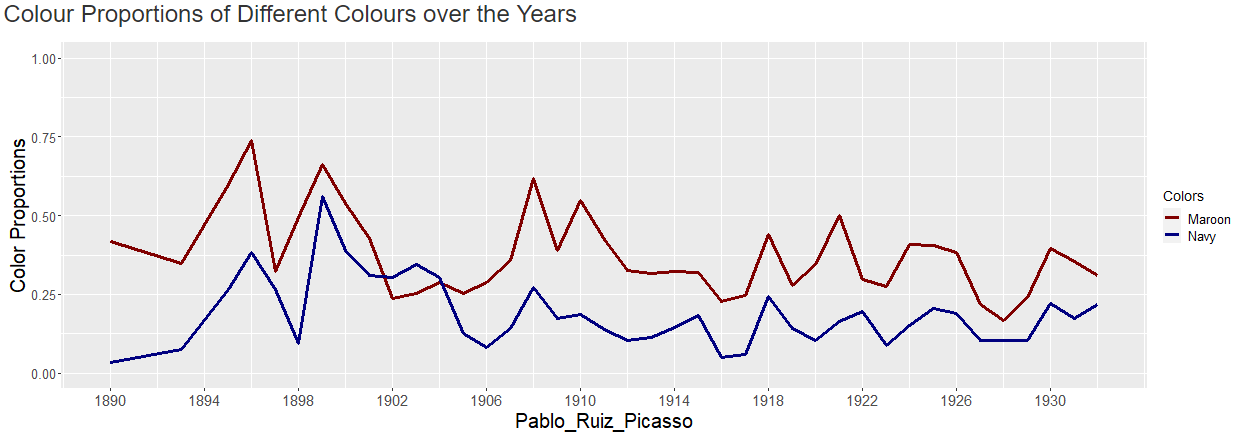 Colour Proportions of Different Colours over the Years
Color Proportions
1.00
0.75
0.50
0.25
0.00
1890 1894 1898 1902 1906 1910 1914 1918 1922 1926 1930
Pablo_Ruiz_Picasso
Colors
Maroon
Navy